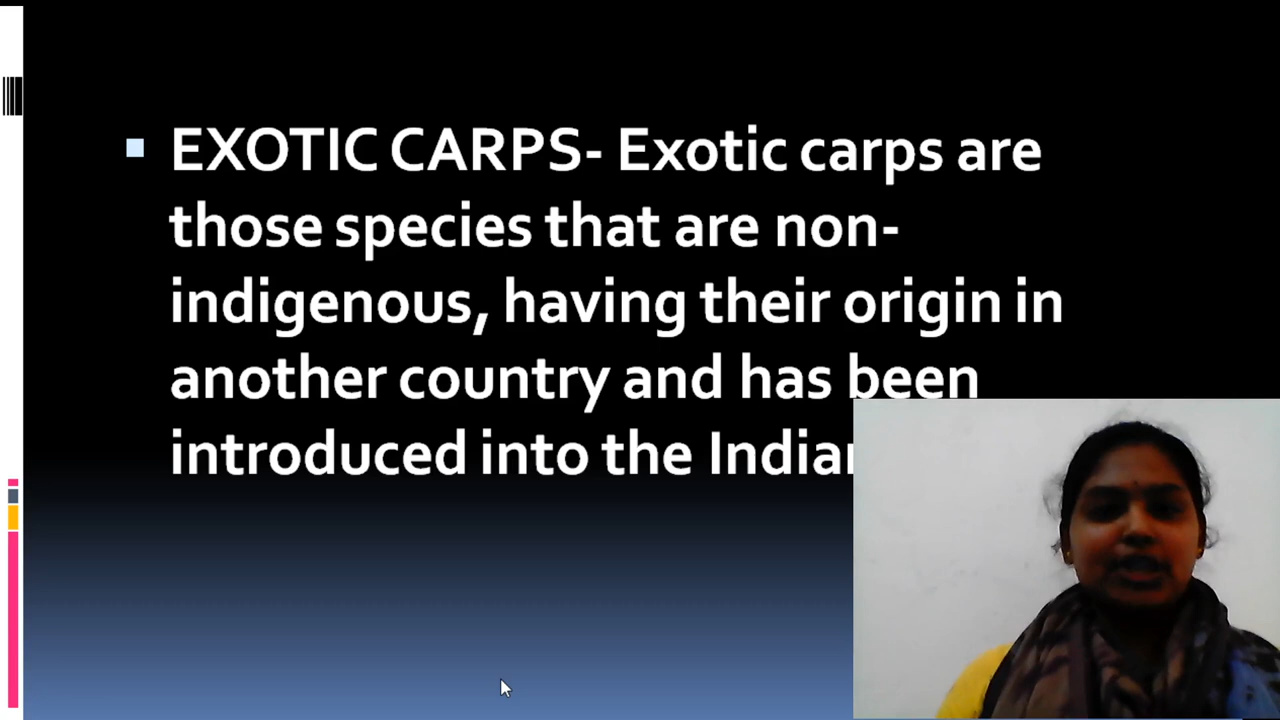 EXOTIC CARPS- Exotic carps are
those species that are non-
indigenous, having their origin in
another country and has been
introduced into the